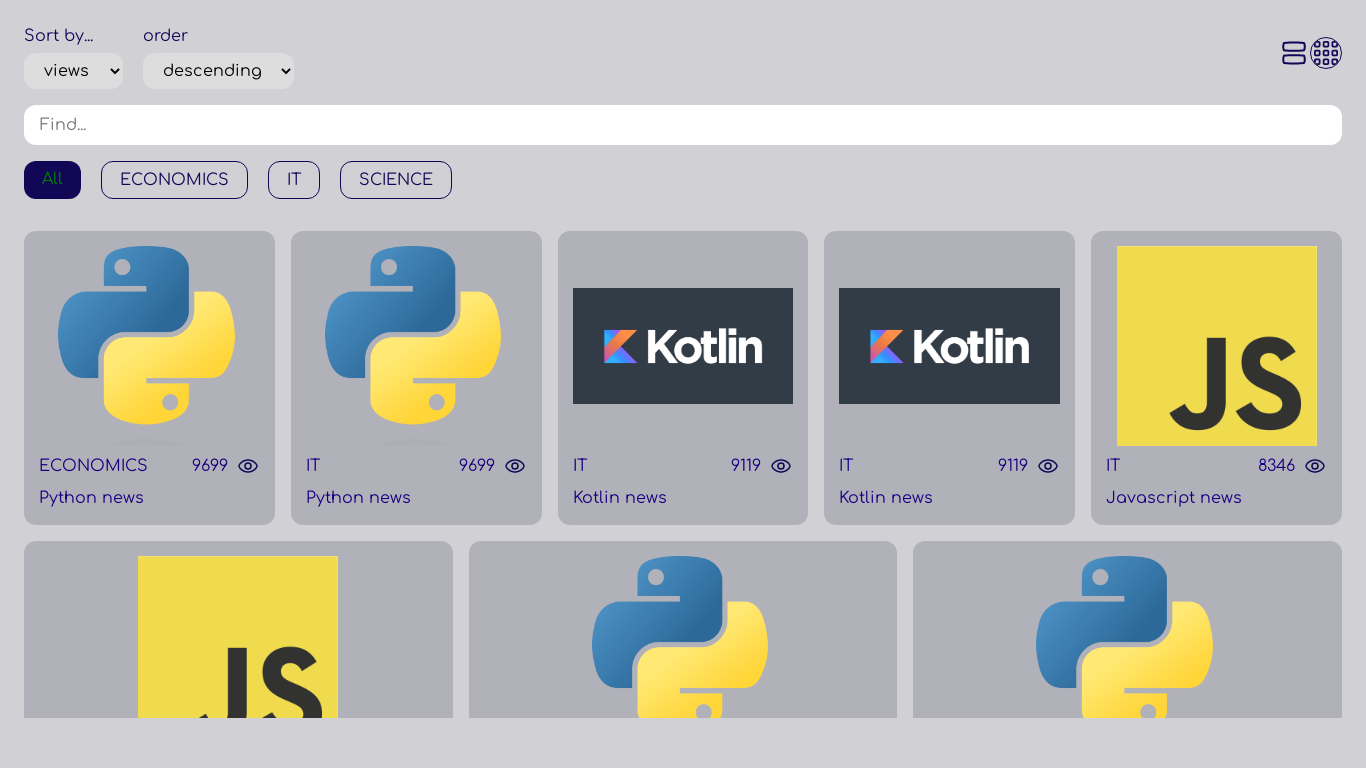 Sort by...
order
views
descending
Find...
All
ECONOMICS
IT
SCIENCE
ECONOMICS 9699
Python news
IT 9699
Python news
Kotlin
IT 9119
Kotlin news
Kotlin
IT 9119
Kotlin news
JS
IT 8346
Javascript news
JS